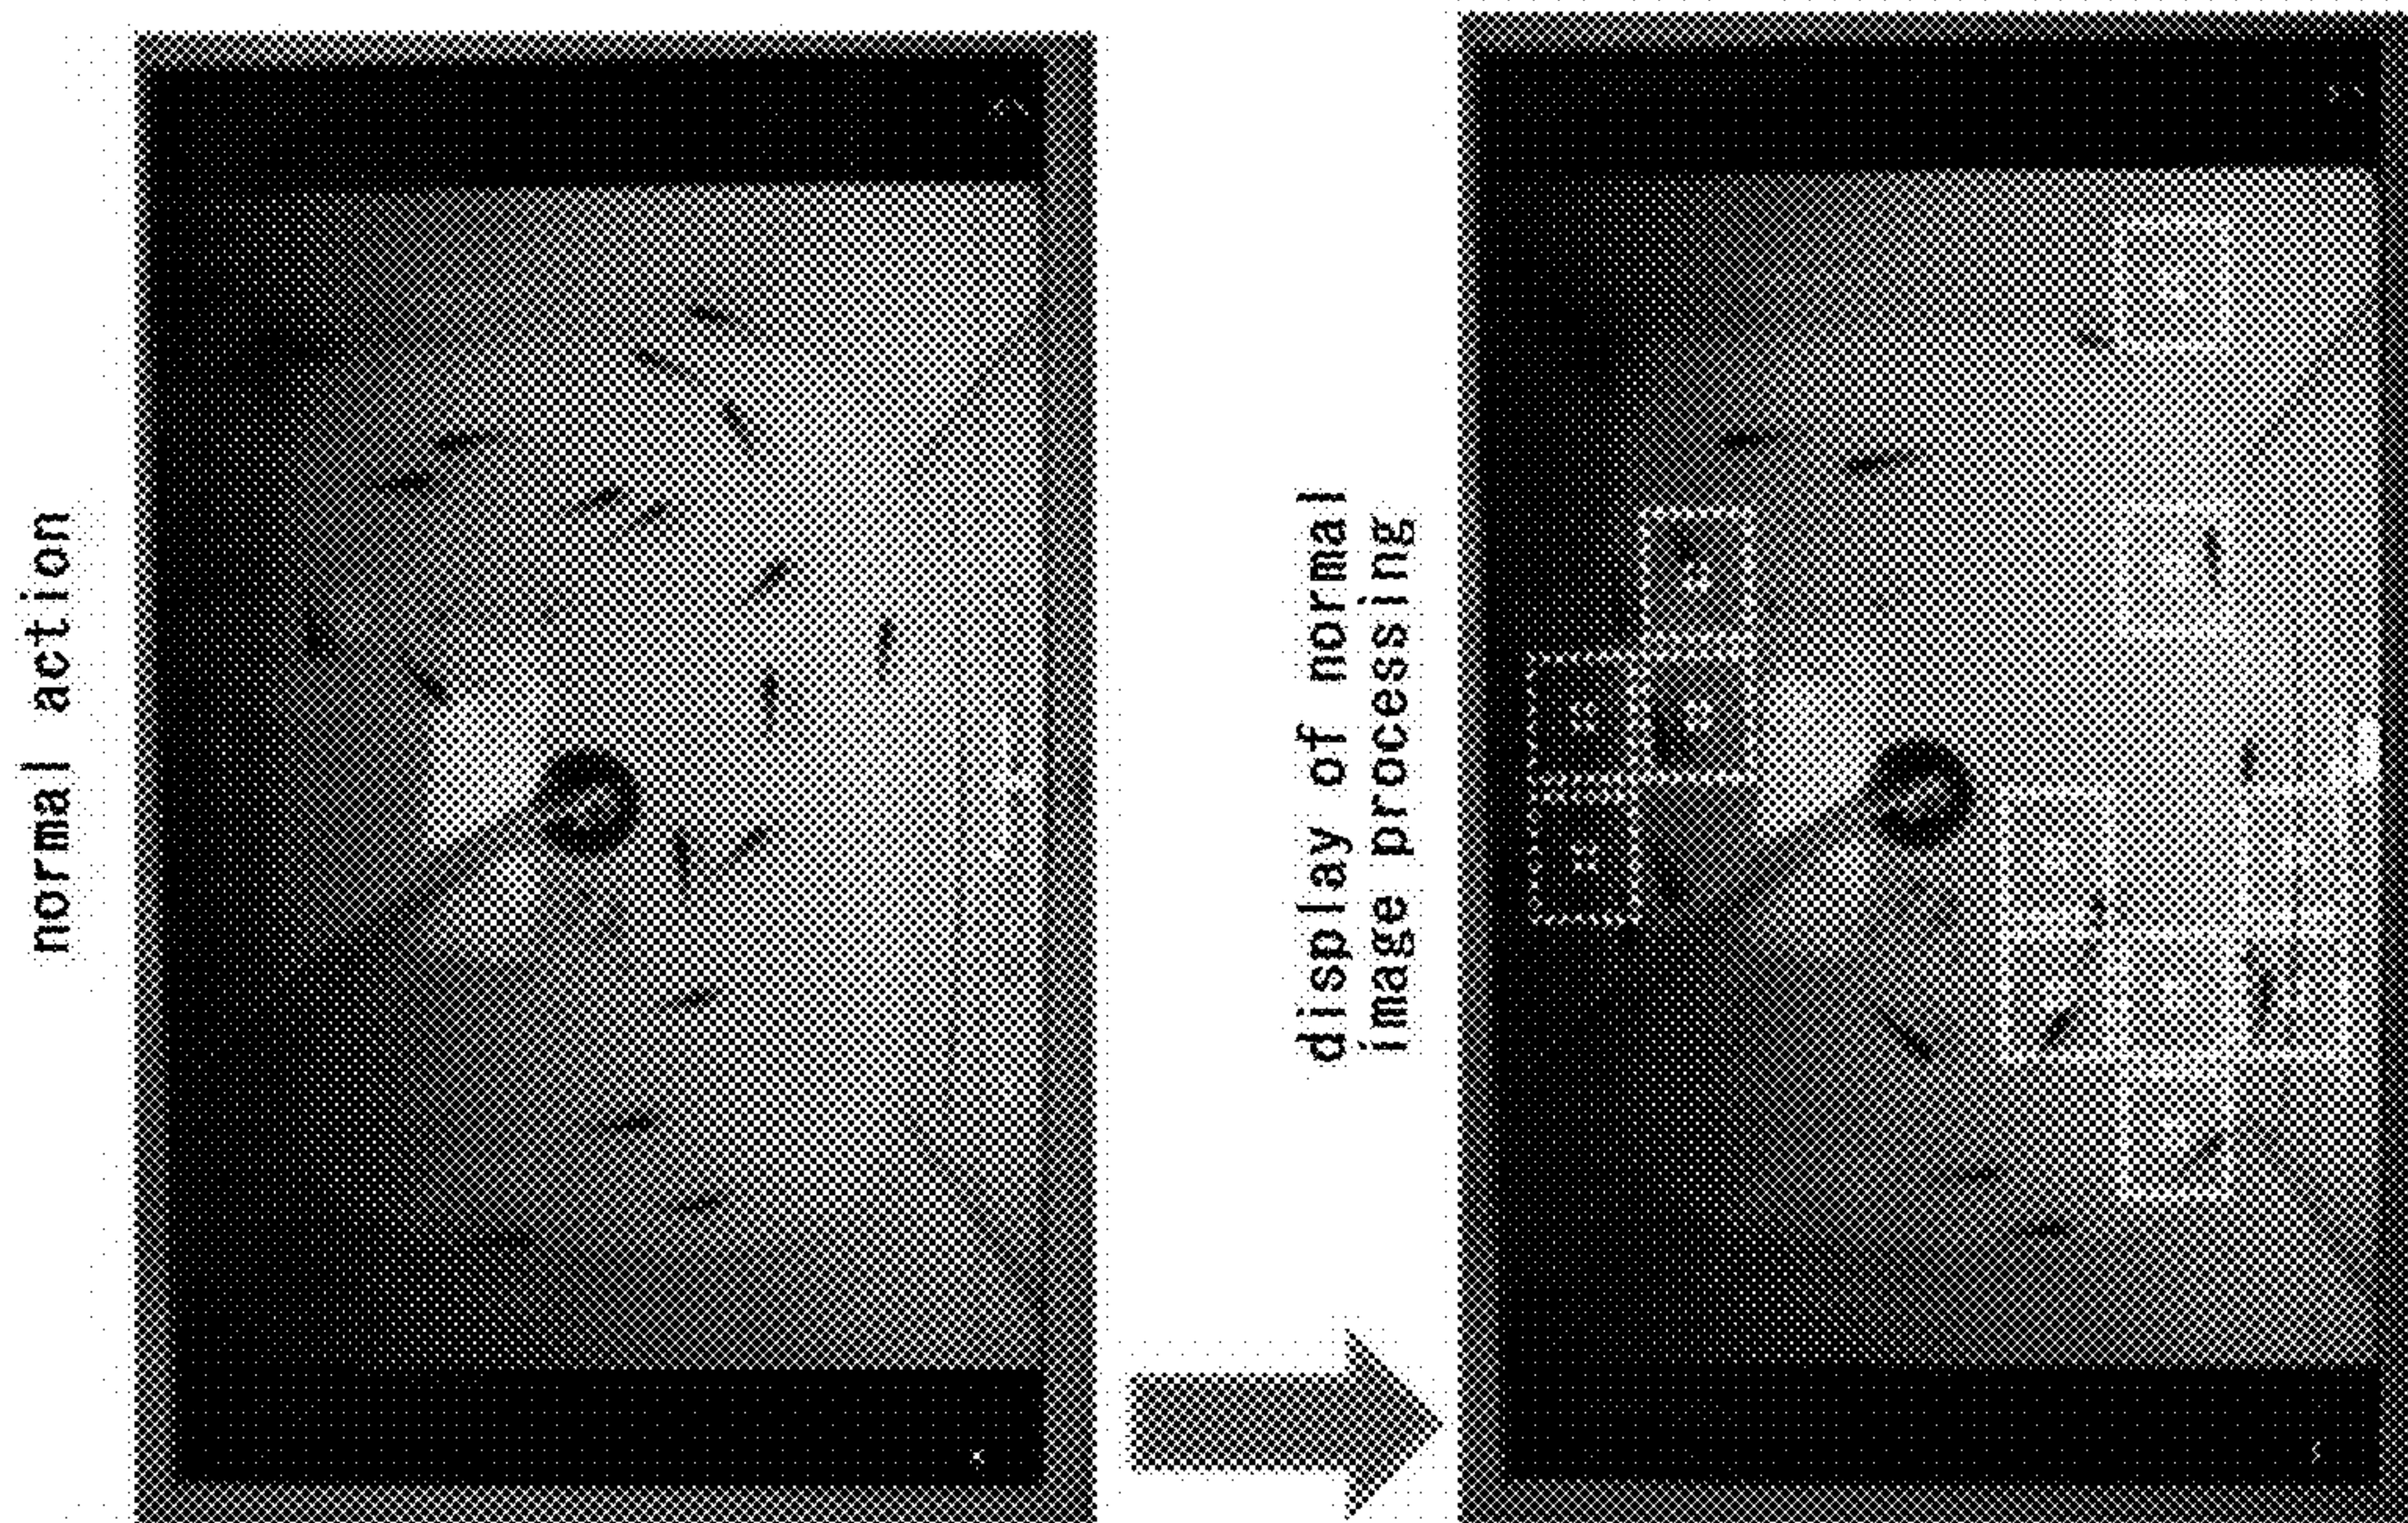 normal action
display of normal
image processing